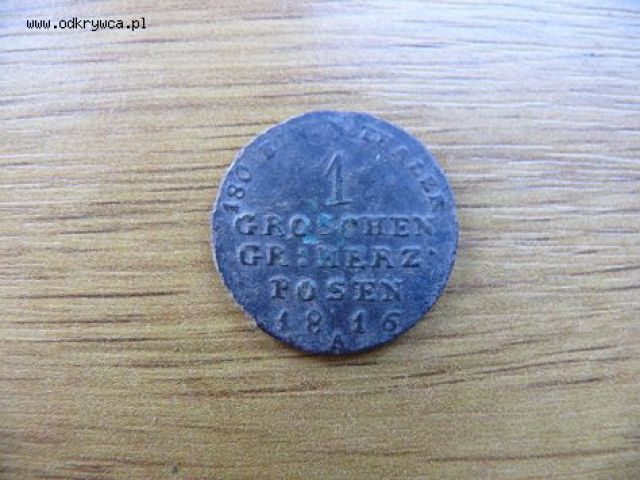 www.odkrywca.pl
180 THALER
1
GROSCHEN
GR:HERZ
POSEN
1816
A